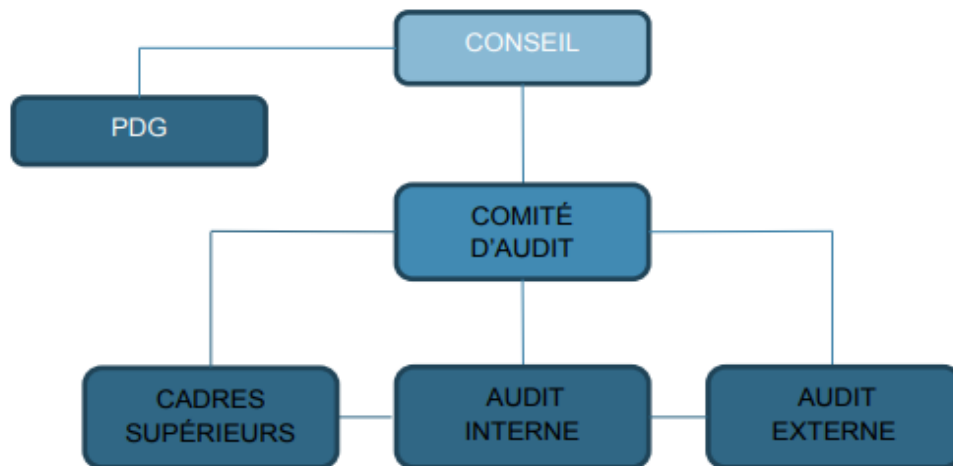 CONSEIL
PDG
COMITÉ
D'AUDIT
CADRES
SUPÉRIEURS
AUDIT
INTERNE
AUDIT
EXTERNE